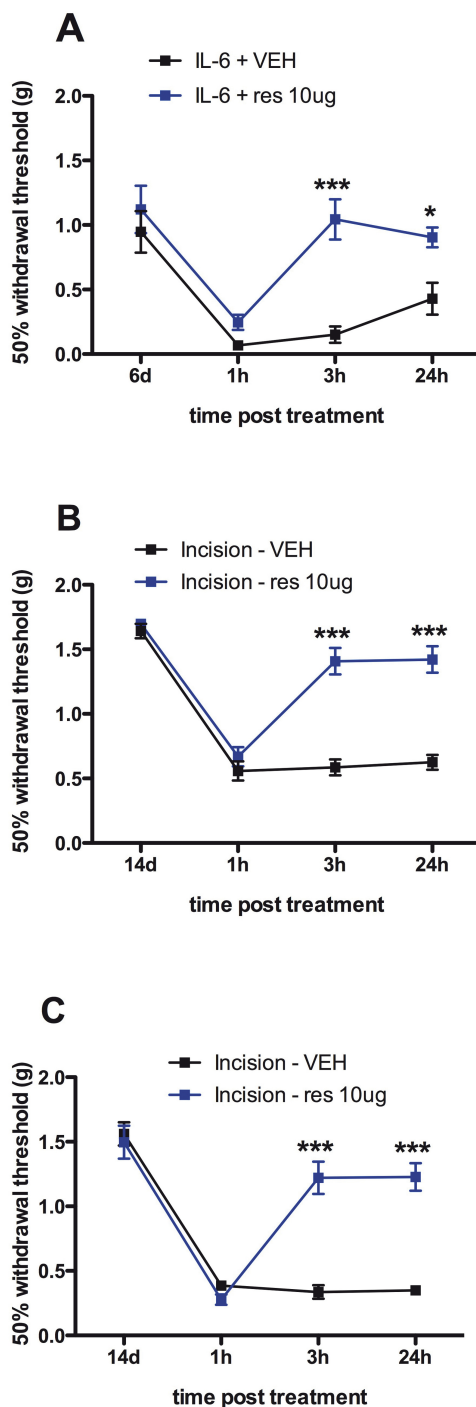 A
IL-6 + VEH
IL-6 + res 10ug
50% withdrawal threshold (g)
2.0
1.5
1.0
0.5
0.0
***
*
6d 1h 3h 24h
time post treatment
B
Incision - VEH
Incision - res 10ug
50% withdrawal threshold (g)
2.0
1.5
1.0
0.5
0.0
*** ***
14d 1h 3h 24h
time post treatment
C
Incision - VEH
Incision - res 10ug
50% withdrawal threshold (g)
2.0
1.5
1.0
0.5
0.0
*** ***
14d 1h 3h 24h
time post treatment